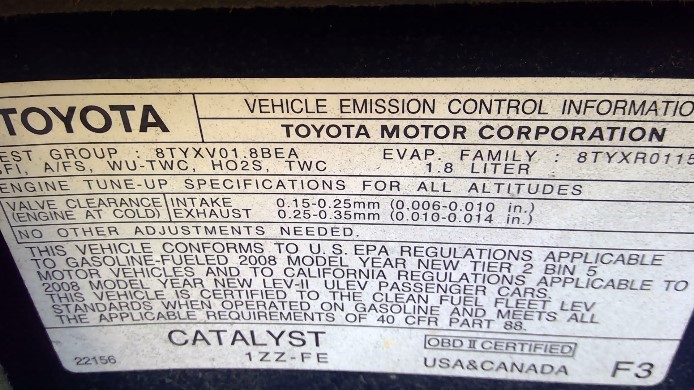 TOYOTA
VEHICLE EMISSION CONTROL INFORMATIO
TOYOTA MOTOR CORPORATION
EST GROUP : 8TYXV01.8BEA EVAP. FAMILY : 8TYXR0115
SFI, A/FS, WU-TWC, HO2S, TWC 1.8 LITER
ENGINE TUNE-UP SPECIFICATIONS FOR ALL ALTITUDES
VALVE CLEARANCE INTAKE 0.15-0.25mm (0.006-0.010 in.)
(ENGINE AT COLD) EXHAUST 0.25-0.35mm (0.010-0.014 in.)
NO OTHER ADJUSTMENTS NEEDED.
THIS VEHICLE CONFORMS TO U.S. EPA REGULATIONS APPLICABLE
TO GASOLINE-FUELED 2008 MODEL YEAR NEW TIER 2 BIN 5
MOTOR VEHICLES AND TO CALIFORNIA REGULATIONS APPLICABLE TO
2008 MODEL YEAR NEW LEV-II ULEV PASSENGER CARS.
THIS VEHICLE IS CERTIFIED TO THE CLEAN FUEL FLEET LEV
STANDARDS WHEN OPERATED ON GASOLINE AND MEETS ALL
THE APPLICABLE REQUIREMENTS OF 40 CFR PART 88.
CATALYST OBD II CERTIFIED
22156 1ZZ-FE USA&CANADA F3